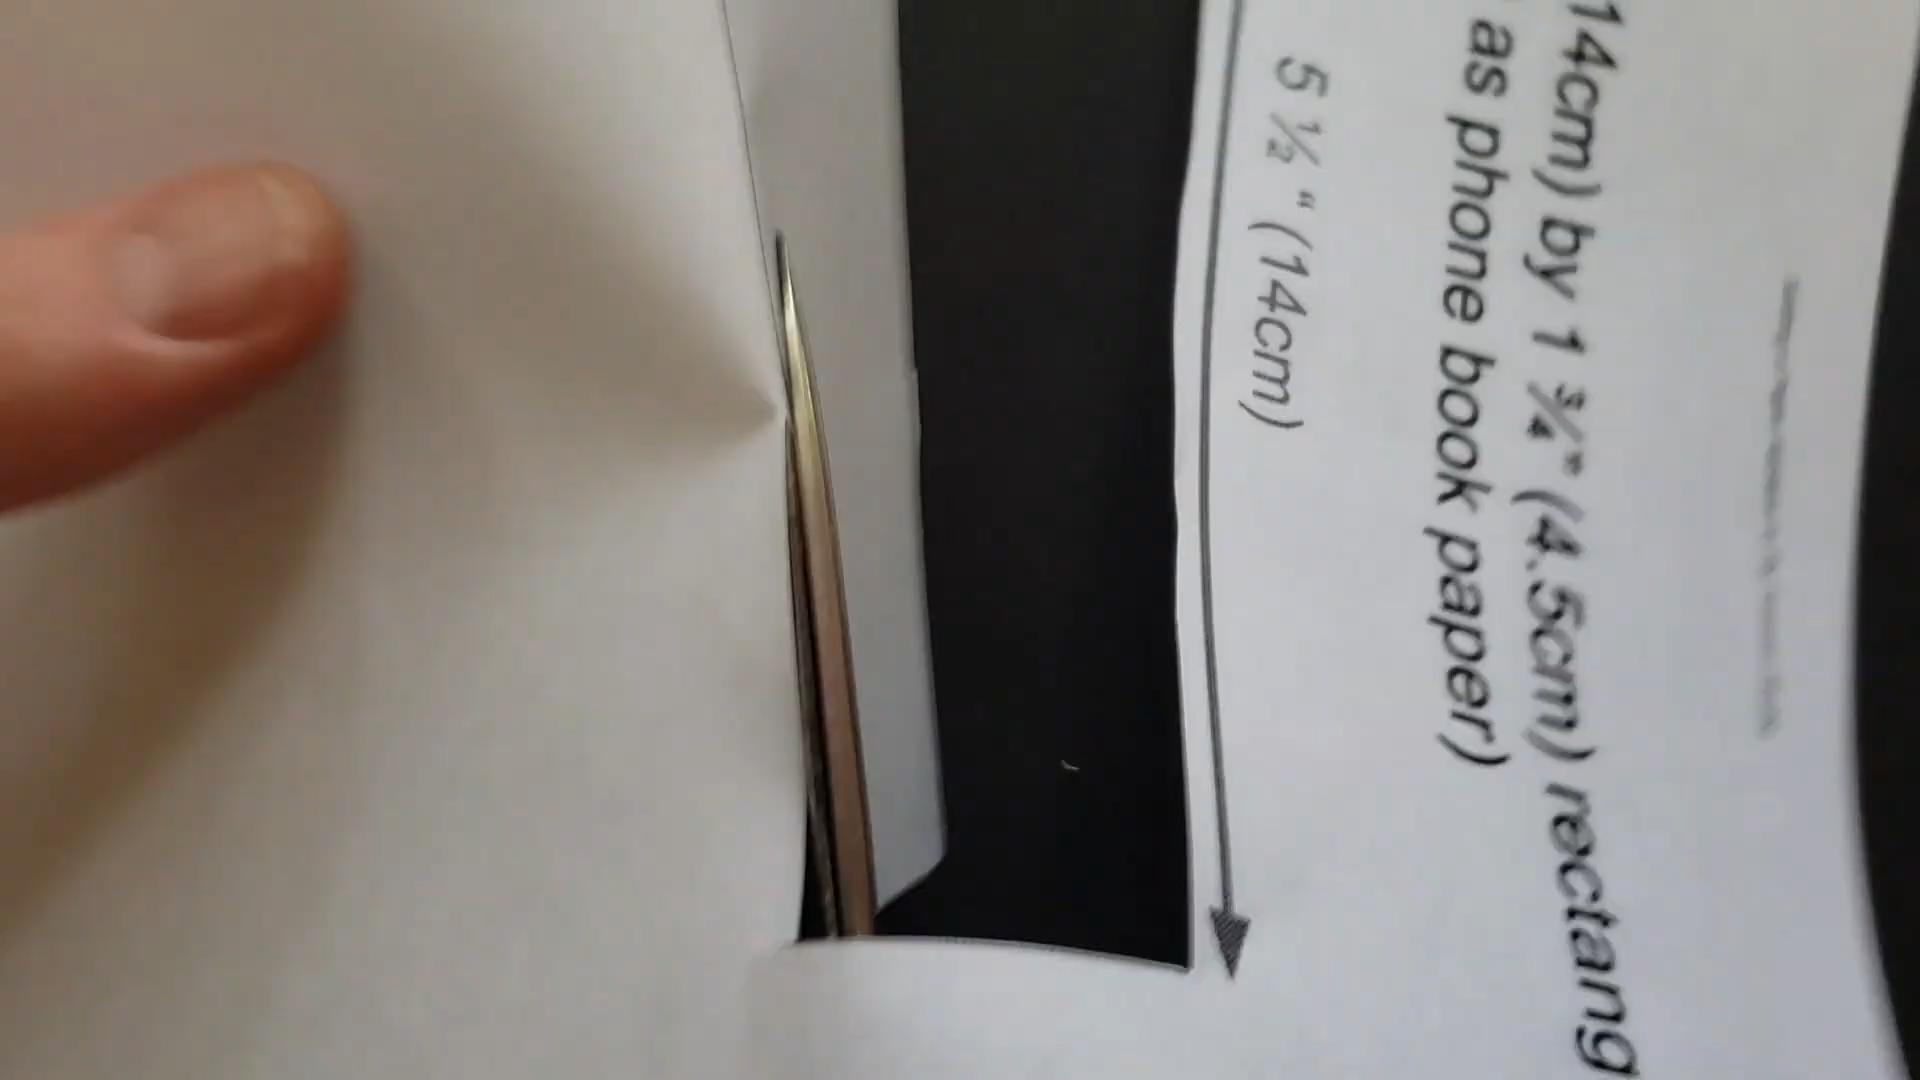 14cm) by 1 ¾" (4.5cm) rectang
as phone book paper)
5 ½ " (14cm)